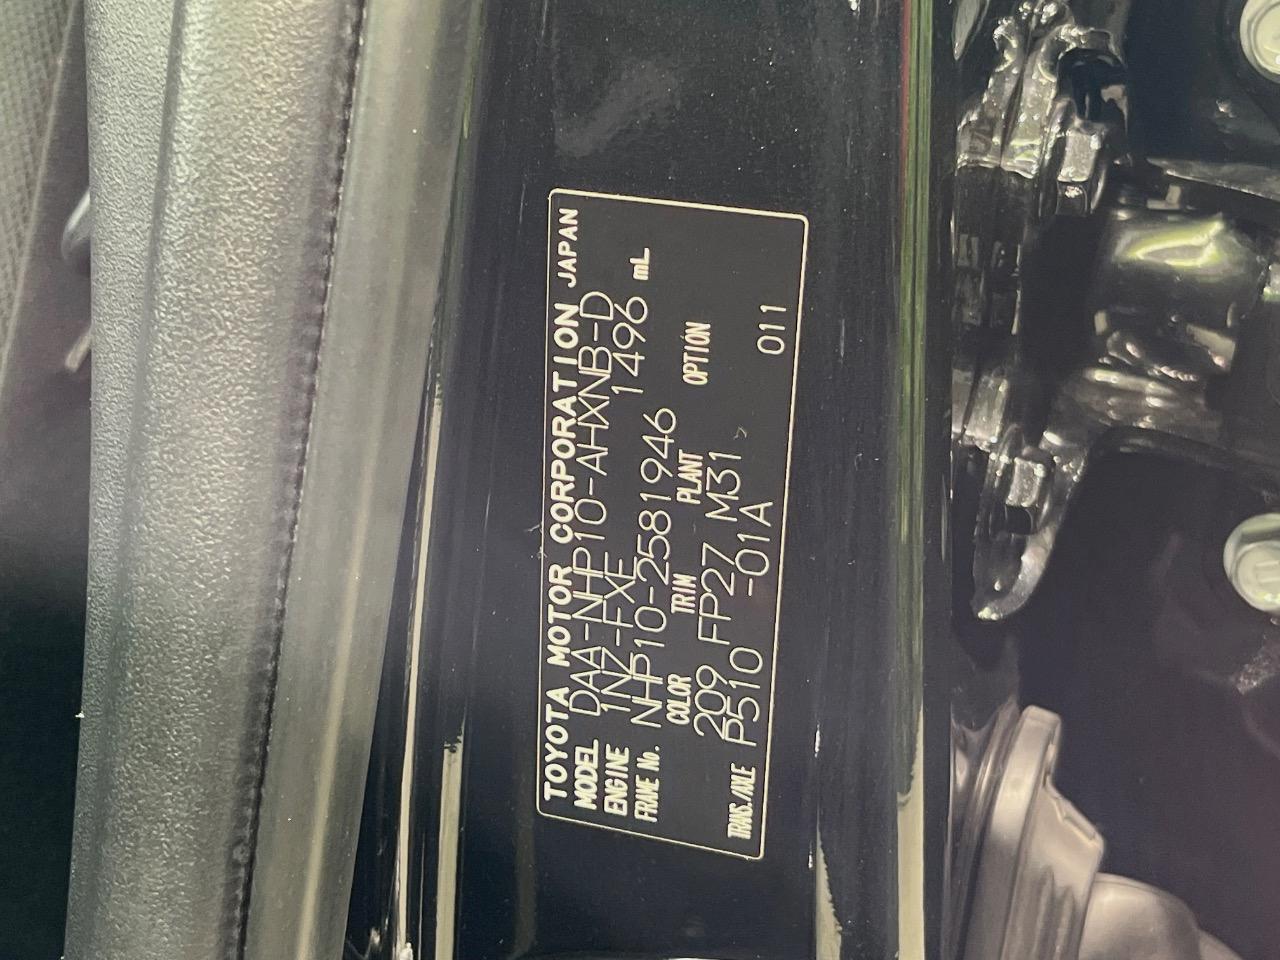 TOYOTA MOTOR CORPORATION JAPAN
MODEL DAA-NHP10-AHXNB-D
ENGINE 1NZ-FXE 1496 mL
FRAME No. NHP10-2581946
COLOR TRIM PLANT OPTION
209 FP27 M31
TRANS./AXLE P510 -01A 011